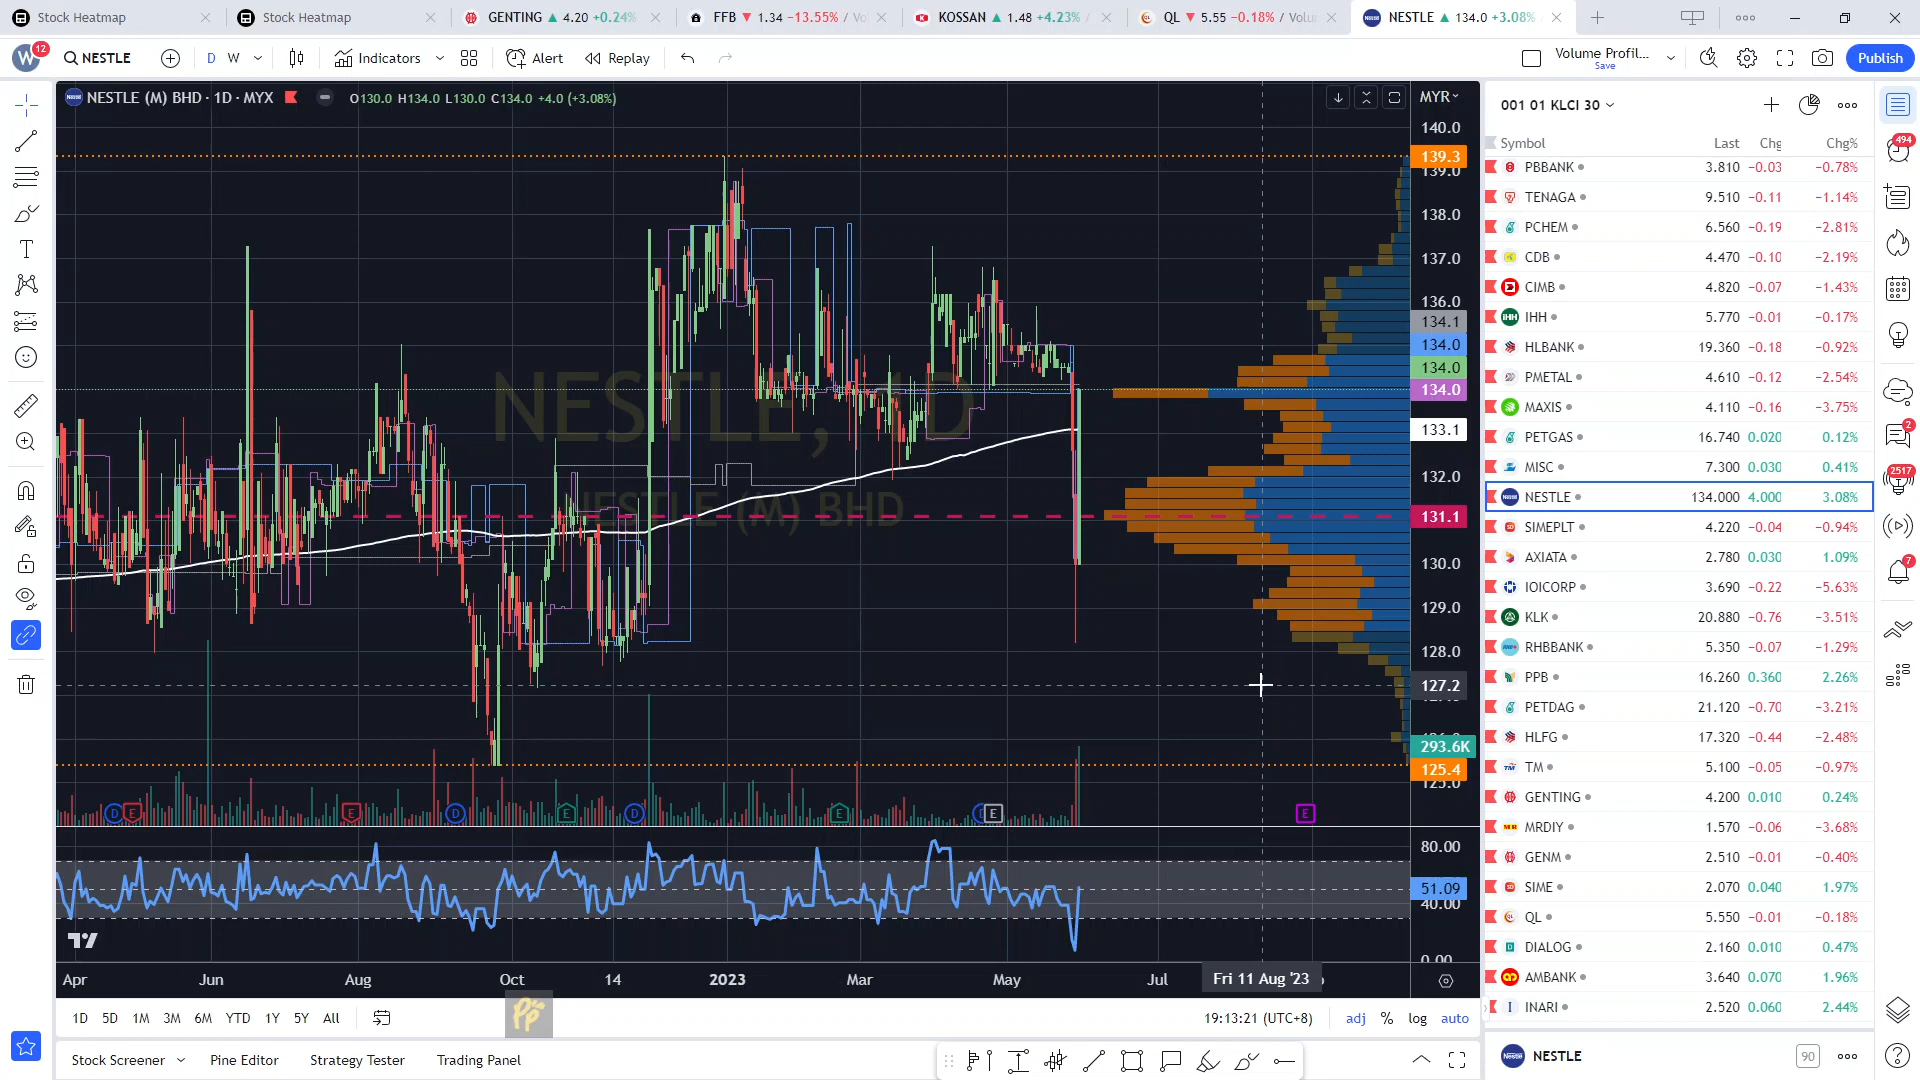 Stock Heatmap
Stock Heatmap
GENTING ▲ 4.20 +0.24%
FFB ▼ 1.34 −13.55% / Vo
KOSSAN ▲ 1.48 +4.23% /
QL ▼ 5.55 −0.18% / Volu
NESTLE ▲ 134.0 +3.08%
W 12 NESTLE D W Indicators Alert Replay Volume Profil... Save Publish
NESTLE (M) BHD · 1D · MYX O130.0 H134.0 L130.0 C134.0 +4.0 (+3.08%)
MYR
140.0
139.3
139.0
138.0
137.0
136.0
134.1
134.0
134.0
134.0
133.1
132.0
131.1
130.0
129.0
128.0
127.2
293.6K
125.4
125.0
NESTLE, 1D
NESTLE (M) BHD
D E E D E D E E E
80.00
51.09
40.00
0.00
Apr Jun Aug Oct 14 2023 Mar May Jul Fri 11 Aug '23
1D 5D 1M 3M 6M YTD 1Y 5Y All 19:13:21 (UTC+8) adj % log auto
Stock Screener Pine Editor Strategy Tester Trading Panel
001 01 KLCI 30
Symbol Last Chg Chg%
PBBANK 3.810 −0.03 −0.78%
TENAGA 9.510 −0.11 −1.14%
PCHEM 6.560 −0.19 −2.81%
CDB 4.470 −0.10 −2.19%
CIMB 4.820 −0.07 −1.43%
IHH 5.770 −0.01 −0.17%
HLBANK 19.360 −0.18 −0.92%
PMETAL 4.610 −0.12 −2.54%
MAXIS 4.110 −0.16 −3.75%
PETGAS 16.740 0.020 0.12%
MISC 7.300 0.030 0.41%
NESTLE 134.000 4.000 3.08%
SIMEPLT 4.220 −0.04 −0.94%
AXIATA 2.780 0.030 1.09%
IOICORP 3.690 −0.22 −5.63%
KLK 20.880 −0.76 −3.51%
RHBBANK 5.350 −0.07 −1.29%
PPB 16.260 0.360 2.26%
PETDAG 21.120 −0.70 −3.21%
HLFG 17.320 −0.44 −2.48%
TM 5.100 −0.05 −0.97%
GENTING 4.200 0.010 0.24%
MRDIY 1.570 −0.06 −3.68%
GENM 2.510 −0.01 −0.40%
SIME 2.070 0.040 1.97%
QL 5.550 −0.01 −0.18%
DIALOG 2.160 0.010 0.47%
AMBANK 3.640 0.070 1.96%
INARI 2.520 0.060 2.44%
NESTLE 90
494
2
2517
7